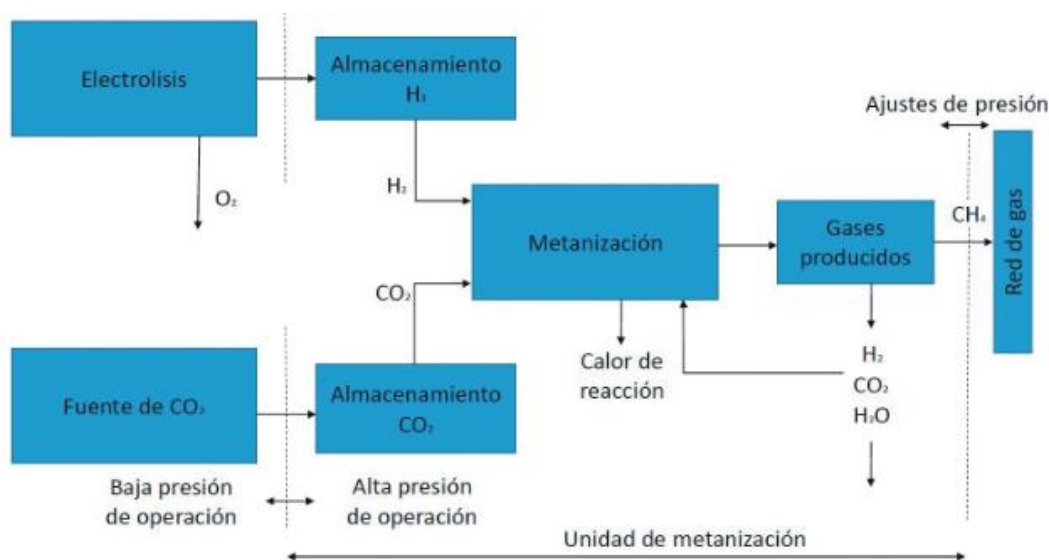 Electrolisis
Almacenamiento
H₂
Ajustes de presión
O₂
H₂
Metanización
Gases
producidos
CH₄
Red de gas
CO₂
Calor de
reacción
H₂
CO₂
H₂O
Fuente de CO₂
Almacenamiento
CO₂
Baja presión
de operación
Alta presión
de operación
Unidad de metanización